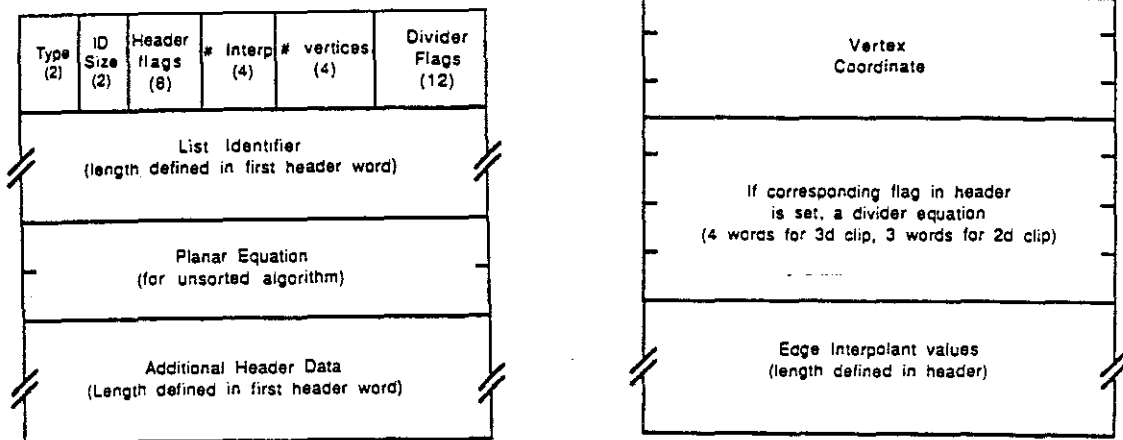 Type
(2)
ID
Size
(2)
Header
flags
(8)
# Interp
(4)
# vertices
(4)
Divider
Flags
(12)
List Identifier
(length defined in first header word)
Planar Equation
(for unsorted algorithm)
Additional Header Data
(Length defined in first header word)
Vertex
Coordinate
If corresponding flag in header
is set, a divider equation
(4 words for 3d clip, 3 words for 2d clip)
Edge Interpolant values
(length defined in header)